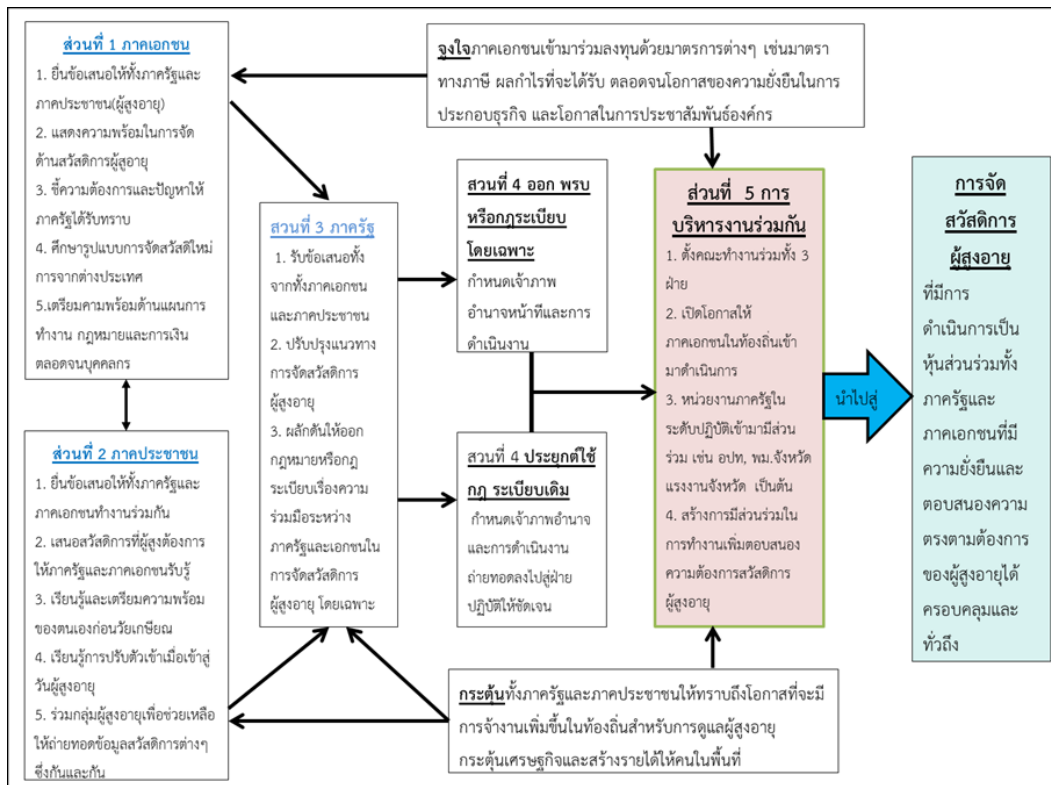 ส่วนที่ 1 ภาคเอกชน
1. ยื่นข้อเสนอให้ทั้งภาครัฐและ
ภาคประชาชน(ผู้สูงอายุ)
2. แสดงความพร้อมในการจัด
ด้านสวัสดิการผู้สูอายุ
3. ชี้ความต้องการและปัญหาให้
ภาครัฐได้รับทราบ
4. ศึกษารูปแบบการจัดสวัสดิใหม่
การจากต่างประเทศ
5.เตรียมคามพร้อมด้านแผนการ
ทำงาน กฎหมายและการเงิน
ตลอดจนบุคคลกร
ส่วนที่ 2 ภาคประชาชน
1. ยื่นข้อเสนอให้ทั้งภาครัฐและ
ภาคเอกชนทำงานร่วมกัน
2. เสนอสวัสดิการที่ผู้สูงต้องการ
ให้ภาครัฐและภาคเอกชนรับรู้
3. เรียนรู้และเตรียมความพร้อม
ของตนเองก่อนวัยเกษียณ
4. เรียนรู้การปรับตัวเข้าเมื่อเข้าสู่
วันผู้สูงอายุ
5. ร่วมกลุ่มผู้สูงอายุเพื่อช่วยเหลือ
ให้ถ่ายทอดข้อมูลสวัสดิการต่างๆ
ซึ่งกันและกัน
จูงใจภาคเอกชนเข้ามาร่วมลงทุนด้วยมาตรการต่างๆ เช่นมาตรา
ทางภาษี ผลกำไรที่จะได้รับ ตลอดจนโอกาสของความยั่งยืนในการ
ประกอบธุรกิจ และโอกาสในการประชาสัมพันธ์องค์กร
สวนที่ 3 ภาครัฐ
1. รับข้อเสนอทั้ง
จากทั้งภาคเอกชน
และภาคประชาชน
2. ปรับปรุงแนวทาง
การจัดสวัสดิการ
ผู้สูงอายุ
3. ผลักดันให้ออก
กฎหมายหรือกฎ
ระเบียบเรื่องความ
ร่วมมือระหว่าง
ภาครัฐและเอกชนใน
การจัดสวัสดิการ
ผู้สูงอายุ โดยเฉพาะ
สวนที่ 4 ออก พรบ
หรือกฎระเบียบ
โดยเฉพาะ
กำหนดเจ้าภาพ
อำนาจหน้าที่และการ
ดำเนินงาน
สวนที่ 4 ประยุกต์ใช้
กฎ ระเบียบเดิม
กำหนดเจ้าภาพอำนาจ
และการดำเนินงาน
ถ่ายทอดลงไปสู่ฝ่าย
ปฏิบัติให้ชัดเจน
ส่วนที่ 5 การ
บริหารงานร่วมกัน
1. ตั้งคณะทำงานร่วมทั้ง 3
ฝ่าย
2. เปิดโอกาสให้
ภาคเอกชนในท้องถิ่นเข้า
มาดำเนินการ
3. หน่วยงานภาครัฐใน
ระดับปฏิบัติเข้ามามีส่วน
ร่วม เช่น อปท, พม.จังหวัด
แรงงานจังหวัด เป็นต้น
4. สร้างการมีส่วนร่วมใน
การทำงานเพิ่มตอบสนอง
ความต้องการสวัสดิการ
ผู้สูงอายุ
นำไปสู่
การจัด
สวัสดิการ
ผู้สูงอายุ
ที่มีการ
ดำเนินการเป็น
หุ้นส่วนร่วมทั้ง
ภาครัฐและ
ภาคเอกชนที่มี
ความยั่งยืนและ
ตอบสนองความ
ตรงตามต้องการ
ของผู้สูงอายุได้
ครอบคลุมและ
ทั่วถึง
กระตุ้นทั้งภาครัฐและภาคประชาชนให้ทราบถึงโอกาสที่จะมี
การจ้างานเพิ่มขึ้นในท้องถิ่นสำหรับการดูแลผู้สูงอายุ
กระตุ้นเศรษฐกิจและสร้างรายได้ให้คนในพื้นที่